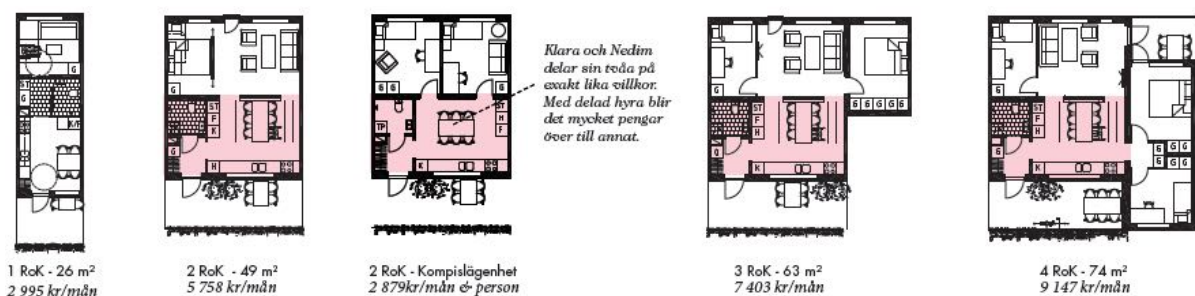 Klara och Nedim
delar sin tvåa på
exakt lika villkor.
Med delad hyra blir
det mycket pengar
över till annat.
1 RoK - 26 m²
2 995 kr/mån
2 RoK - 49 m²
5 758 kr/mån
2 RoK - Kompislägenhet
2 879kr/mån & person
3 RoK - 63 m²
7 403 kr/mån
4 RoK - 74 m²
9 147 kr/mån